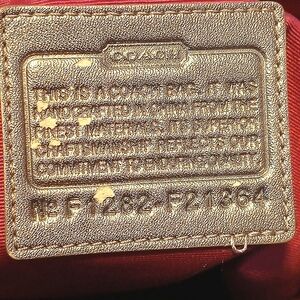 COACH
THIS IS A COACH BAG. IT WAS
HANDCRAFTED IN CHINA FROM THE
FINEST MATERIALS. ITS SUPERIOR
CRAFTSMANSHIP REFLECTS OUR
COMMITMENT TO ENDURING QUALITY.
Nº F1282-F21364